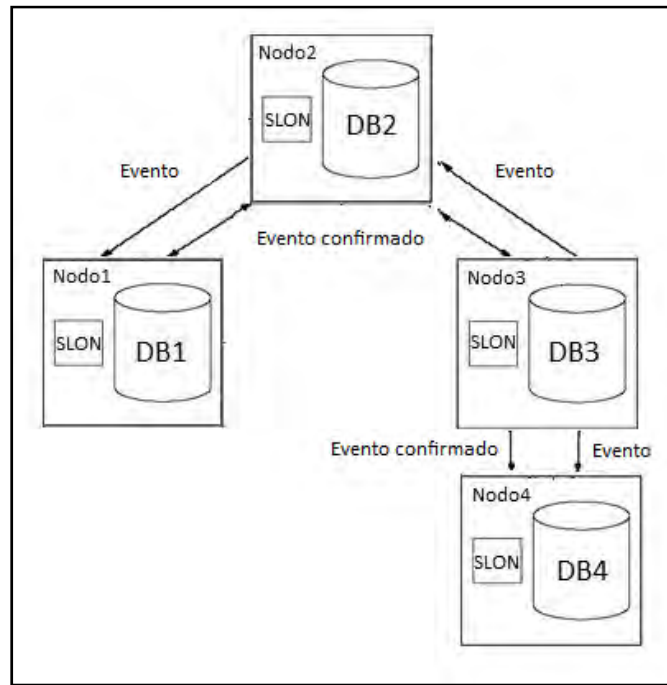 Nodo2
SLON
DB2
Evento
Evento
Evento confirmado
Nodo1
SLON
DB1
Nodo3
SLON
DB3
Evento confirmado
Evento
Nodo4
SLON
DB4